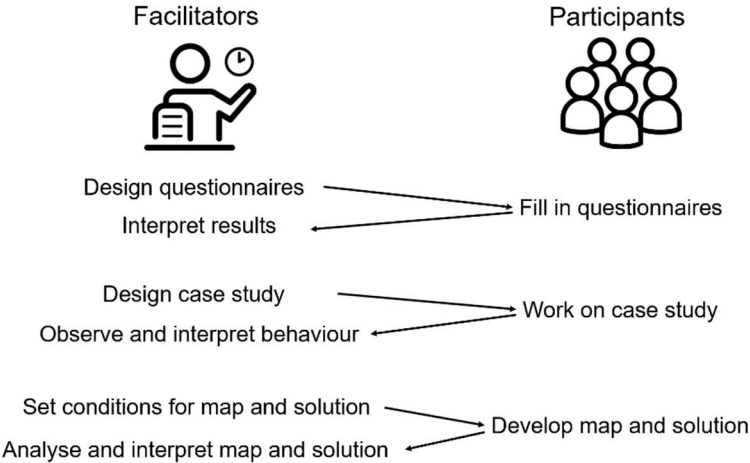 Facilitators
Participants
Design questionnaires
Fill in questionnaires
Interpret results
Design case study
Work on case study
Observe and interpret behaviour
Set conditions for map and solution
Develop map and solution
Analyse and interpret map and solution